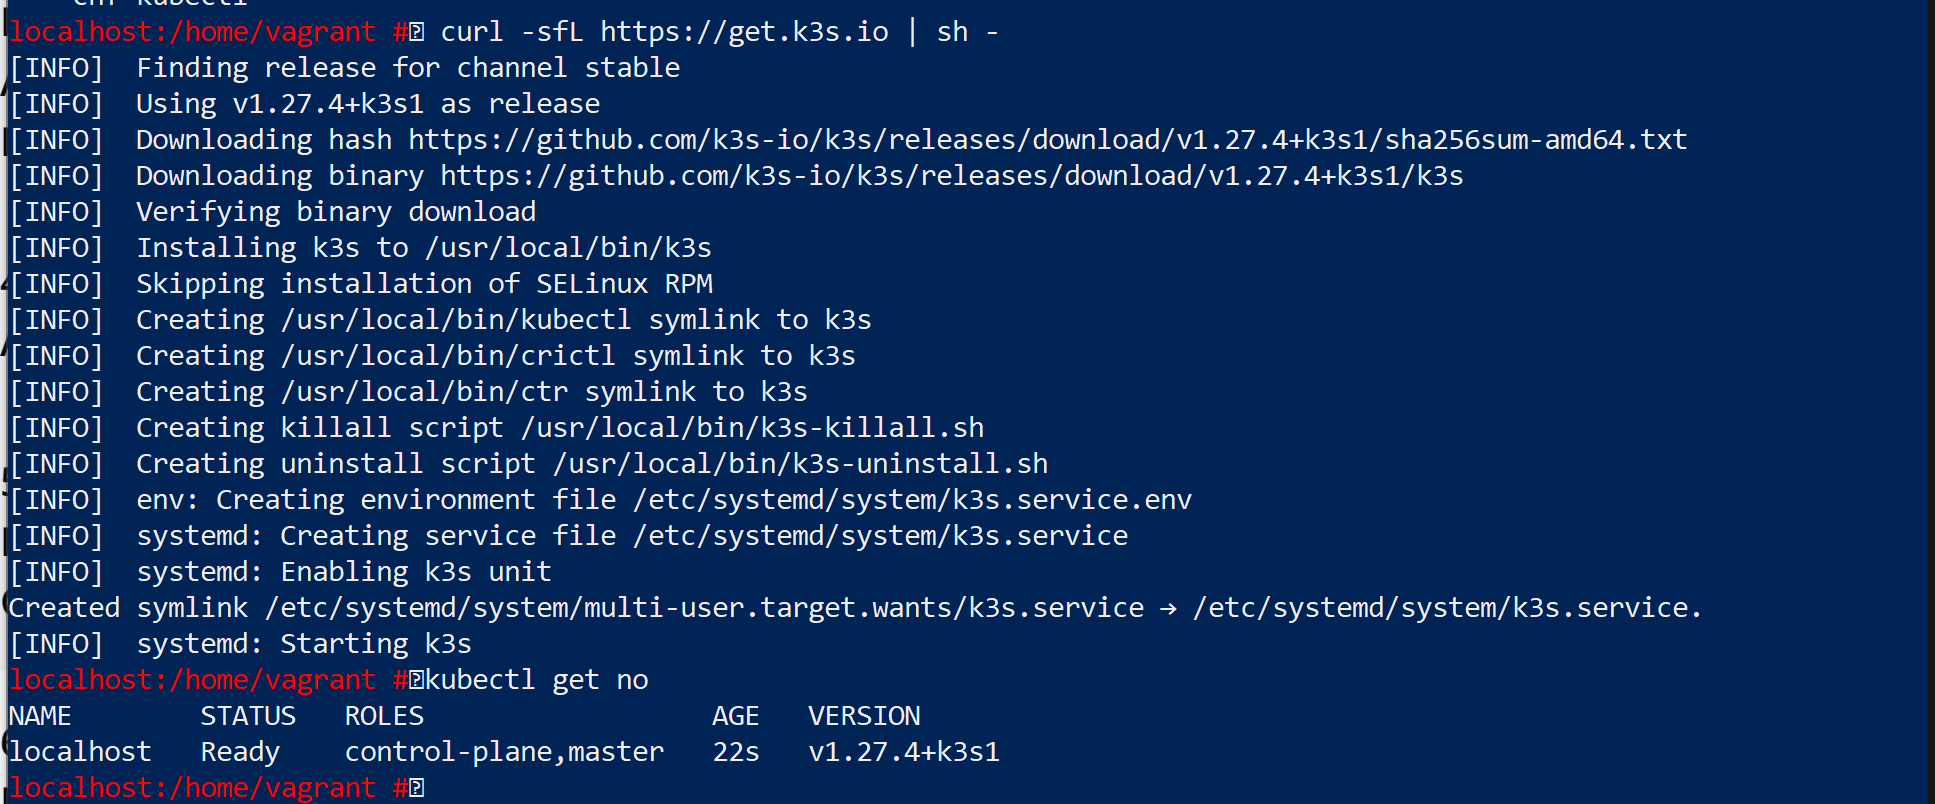 kubectl
localhost:/home/vagrant # curl -sfL https://get.k3s.io | sh -
[INFO]  Finding release for channel stable
[INFO]  Using v1.27.4+k3s1 as release
[INFO]  Downloading hash https://github.com/k3s-io/k3s/releases/download/v1.27.4+k3s1/sha256sum-amd64.txt
[INFO]  Downloading binary https://github.com/k3s-io/k3s/releases/download/v1.27.4+k3s1/k3s
[INFO]  Verifying binary download
[INFO]  Installing k3s to /usr/local/bin/k3s
[INFO]  Skipping installation of SELinux RPM
[INFO]  Creating /usr/local/bin/kubectl symlink to k3s
[INFO]  Creating /usr/local/bin/crictl symlink to k3s
[INFO]  Creating /usr/local/bin/ctr symlink to k3s
[INFO]  Creating killall script /usr/local/bin/k3s-killall.sh
[INFO]  Creating uninstall script /usr/local/bin/k3s-uninstall.sh
[INFO]  env: Creating environment file /etc/systemd/system/k3s.service.env
[INFO]  systemd: Creating service file /etc/systemd/system/k3s.service
[INFO]  systemd: Enabling k3s unit
Created symlink /etc/systemd/system/multi-user.target.wants/k3s.service → /etc/systemd/system/k3s.service.
[INFO]  systemd: Starting k3s
localhost:/home/vagrant #kubectl get no
NAME        STATUS   ROLES                  AGE   VERSION
localhost   Ready    control-plane,master   22s   v1.27.4+k3s1
localhost:/home/vagrant #